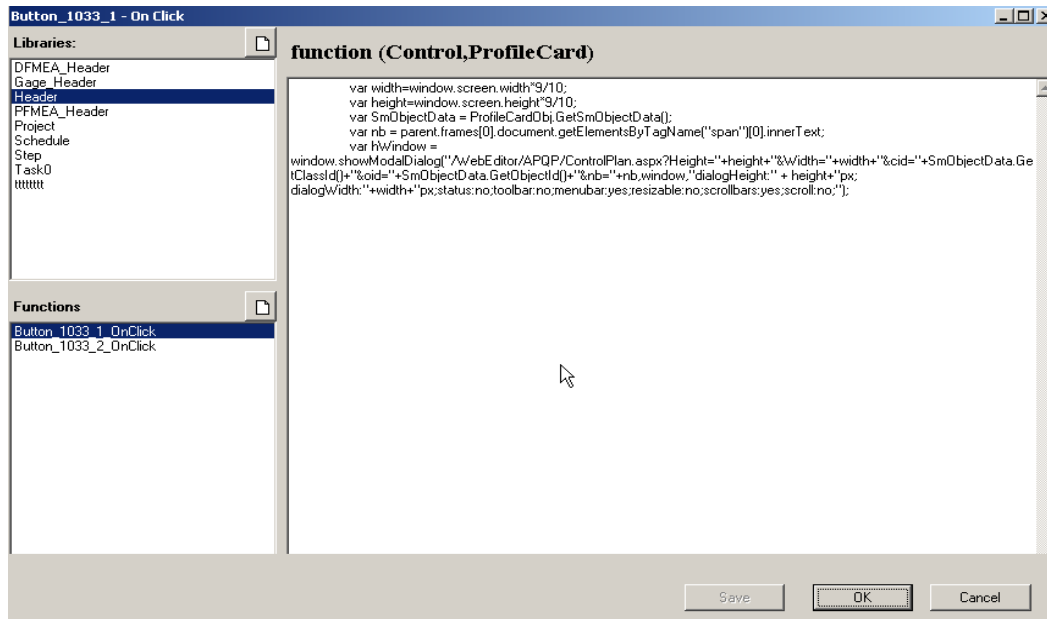 Button_1033_1 - On Click
Libraries:
DFMEA_Header
Gage_Header
Header
PFMEA_Header
Project
Schedule
Step
Task0
tttttttt
Functions
Button_1033_1_OnClick
Button_1033_2_OnClick
function (Control,ProfileCard)
var width=window.screen.width*9/10;
var height=window.screen.height*9/10;
var SmObjectData = ProfileCardObj.GetSmObjectData();
var nb = parent.frames[0].document.getElementsByTagName("span")[0].innerText;
var hWindow =
window.showModalDialog("/WebEditor/APQP/ControlPlan.aspx?Height="+height+"&Width="+width+"&cid="+SmObjectData.Ge
tClassId()+"&oid="+SmObjectData.GetObjectId()+"&nb="+nb,window,"dialogHeight:" + height+"px;
dialogWidth:"+width+"px;status:no;toolbar:no;menubar:yes;resizable:no;scrollbars:yes;scroll:no;");
Save
OK
Cancel